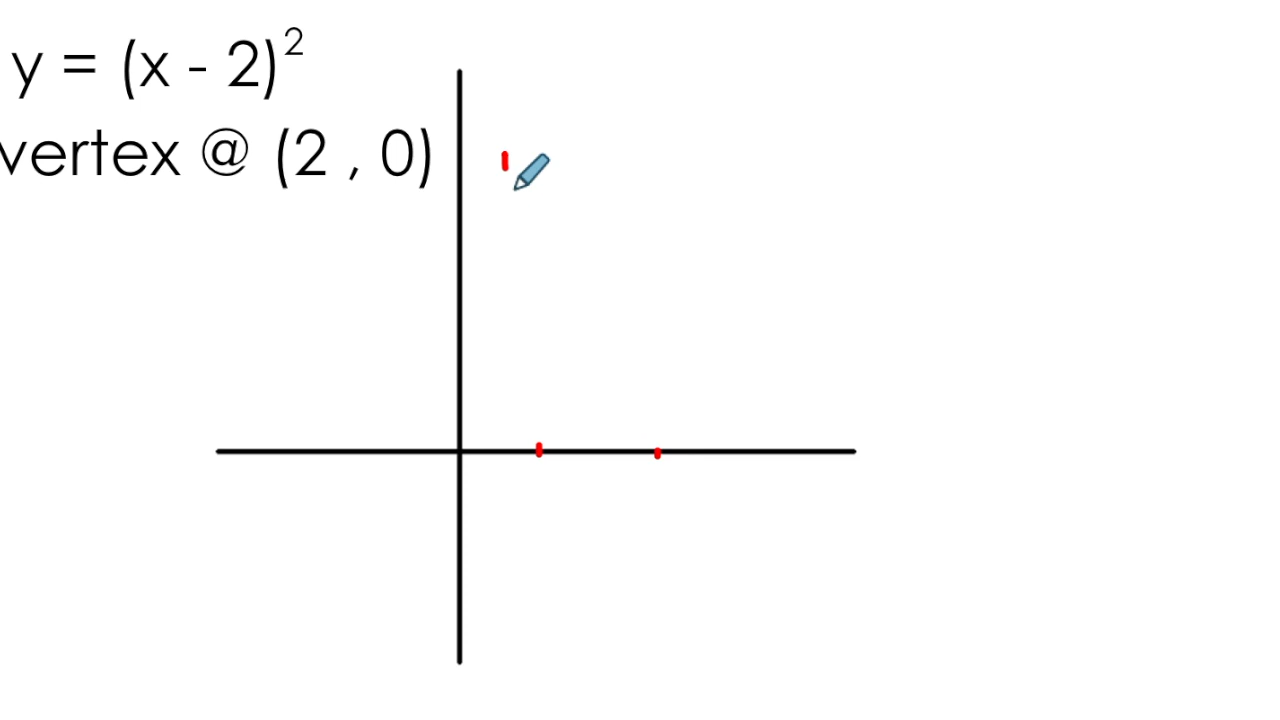 y = (x - 2)²
vertex @ (2 , 0)